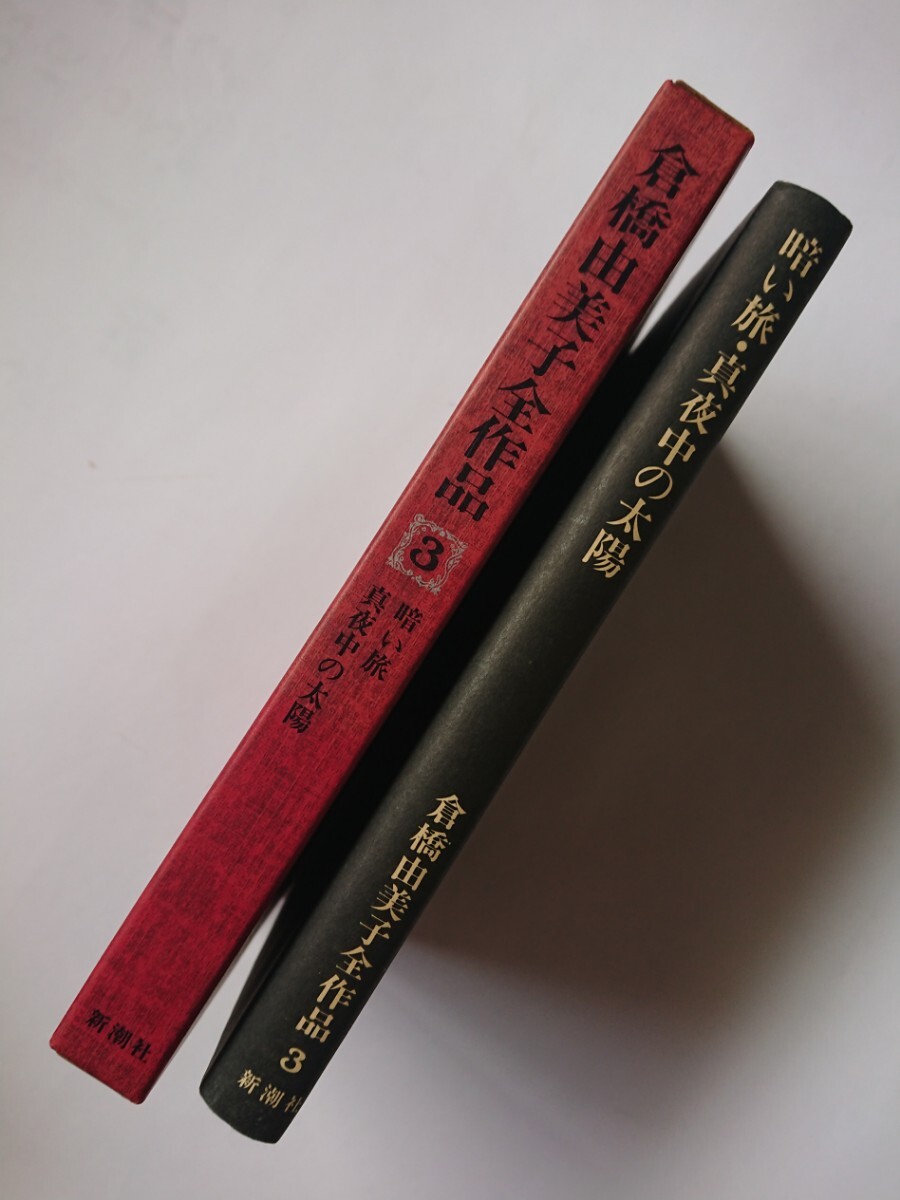 倉橋由美子全作品
3
暗い旅
真夜中の太陽
新潮社
暗い旅・真夜中の太陽
倉橋由美子全作品 3
新潮社